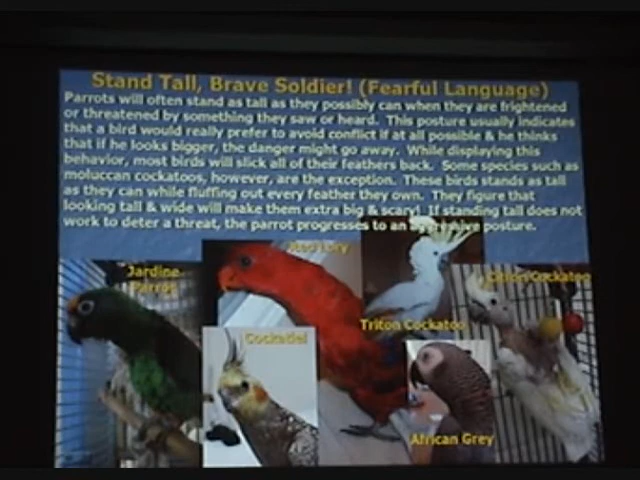 Stand Tall, Brave Soldier! (Fearful Language)
Parrots will often stand as tall as they possibly can when they are frightened
or threatened by something they saw or heard. This posture usually indicates
that a bird would really prefer to avoid conflict if at all possible & he thinks
that if he looks bigger, the danger might go away. While displaying this
behavior, most birds will slick all of their feathers back. Some species such as
moluccan cockatoos, however, are the exception. These birds stands as tall
as they can while fluffing out every feather they own. They figure that
looking tall & wide will make them extra big & scary! If standing tall does not
work to deter a threat, the parrot progresses to an aggressive posture.
Jardine
Parrot
Lory
Citron Cockatoo
Triton Cockatoo
Cockatiel
African Grey